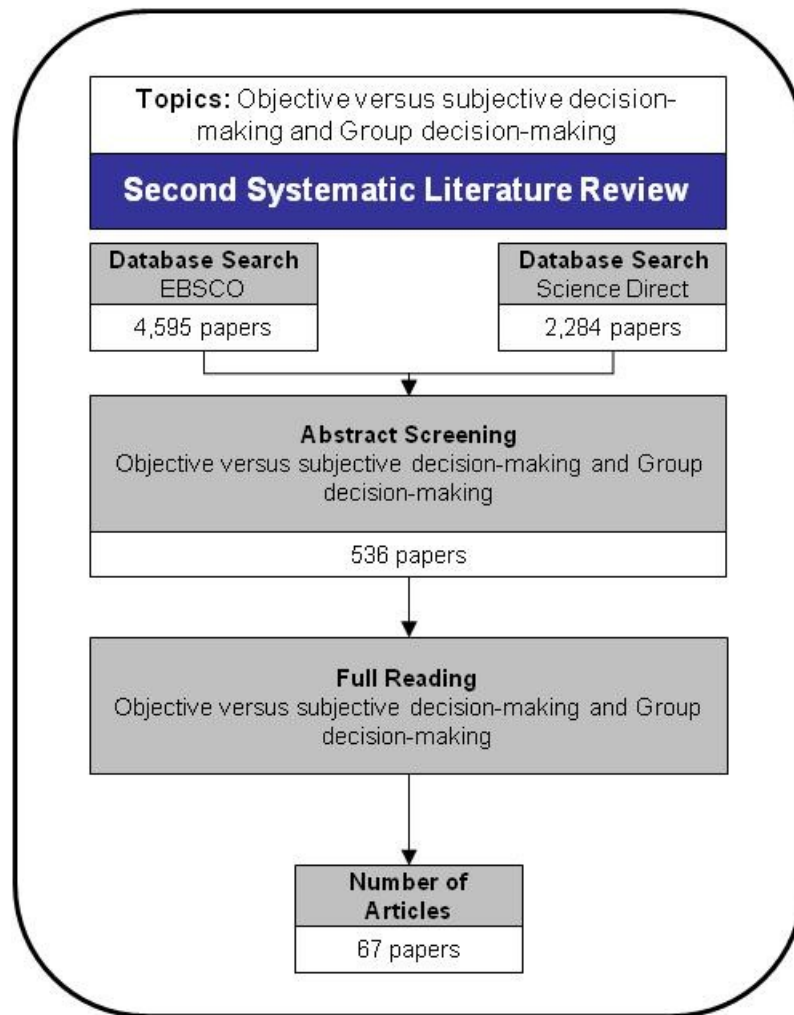 Topics: Objective versus subjective decision-
making and Group decision-making
Second Systematic Literature Review
Database Search
EBSCO
4,595 papers
Database Search
Science Direct
2,284 papers
Abstract Screening
Objective versus subjective decision-making and Group
decision-making
536 papers
Full Reading
Objective versus subjective decision-making and Group
decision-making
Number of
Articles
67 papers